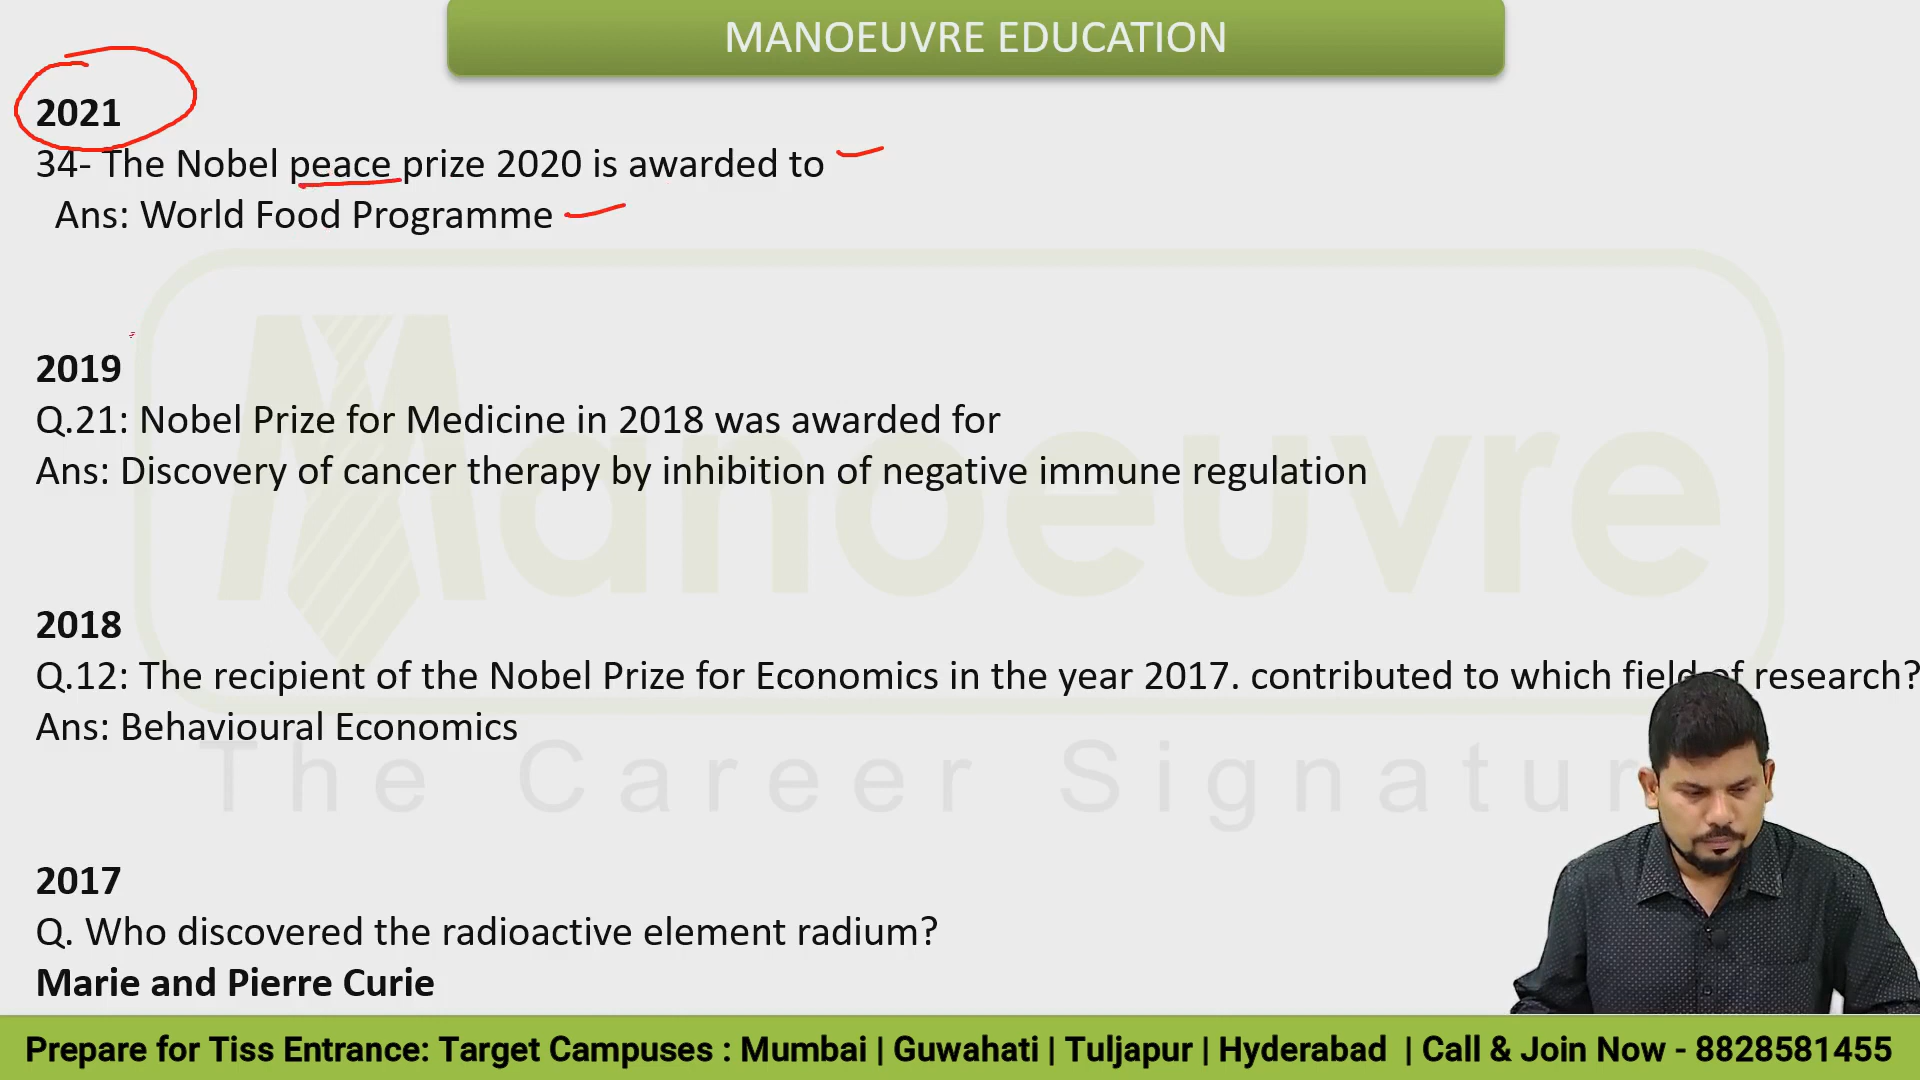 MANOEUVRE EDUCATION
2021
34- The Nobel peace prize 2020 is awarded to
Ans: World Food Programme
2019
Q.21: Nobel Prize for Medicine in 2018 was awarded for
Ans: Discovery of cancer therapy by inhibition of negative immune regulation
Manoeuvre
2018
Q.12: The recipient of the Nobel Prize for Economics in the year 2017. contributed to which field of research?
Ans: Behavioural Economics
The Career Signatur
2017
Q. Who discovered the radioactive element radium?
Marie and Pierre Curie
Prepare for Tiss Entrance: Target Campuses : Mumbai | Guwahati | Tuljapur | Hyderabad | Call & Join Now - 8828581455